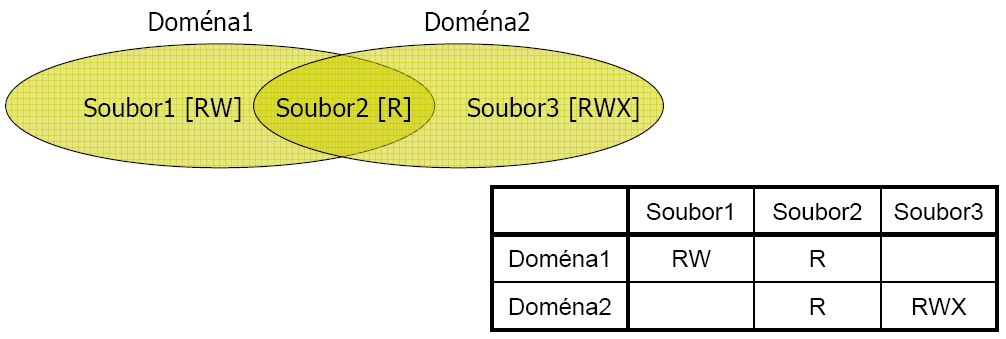 Doména1 Doména2
Soubor1 [RW] Soubor2 [R] Soubor3 [RWX]
Soubor1 Soubor2 Soubor3
Doména1 RW R
Doména2 R RWX